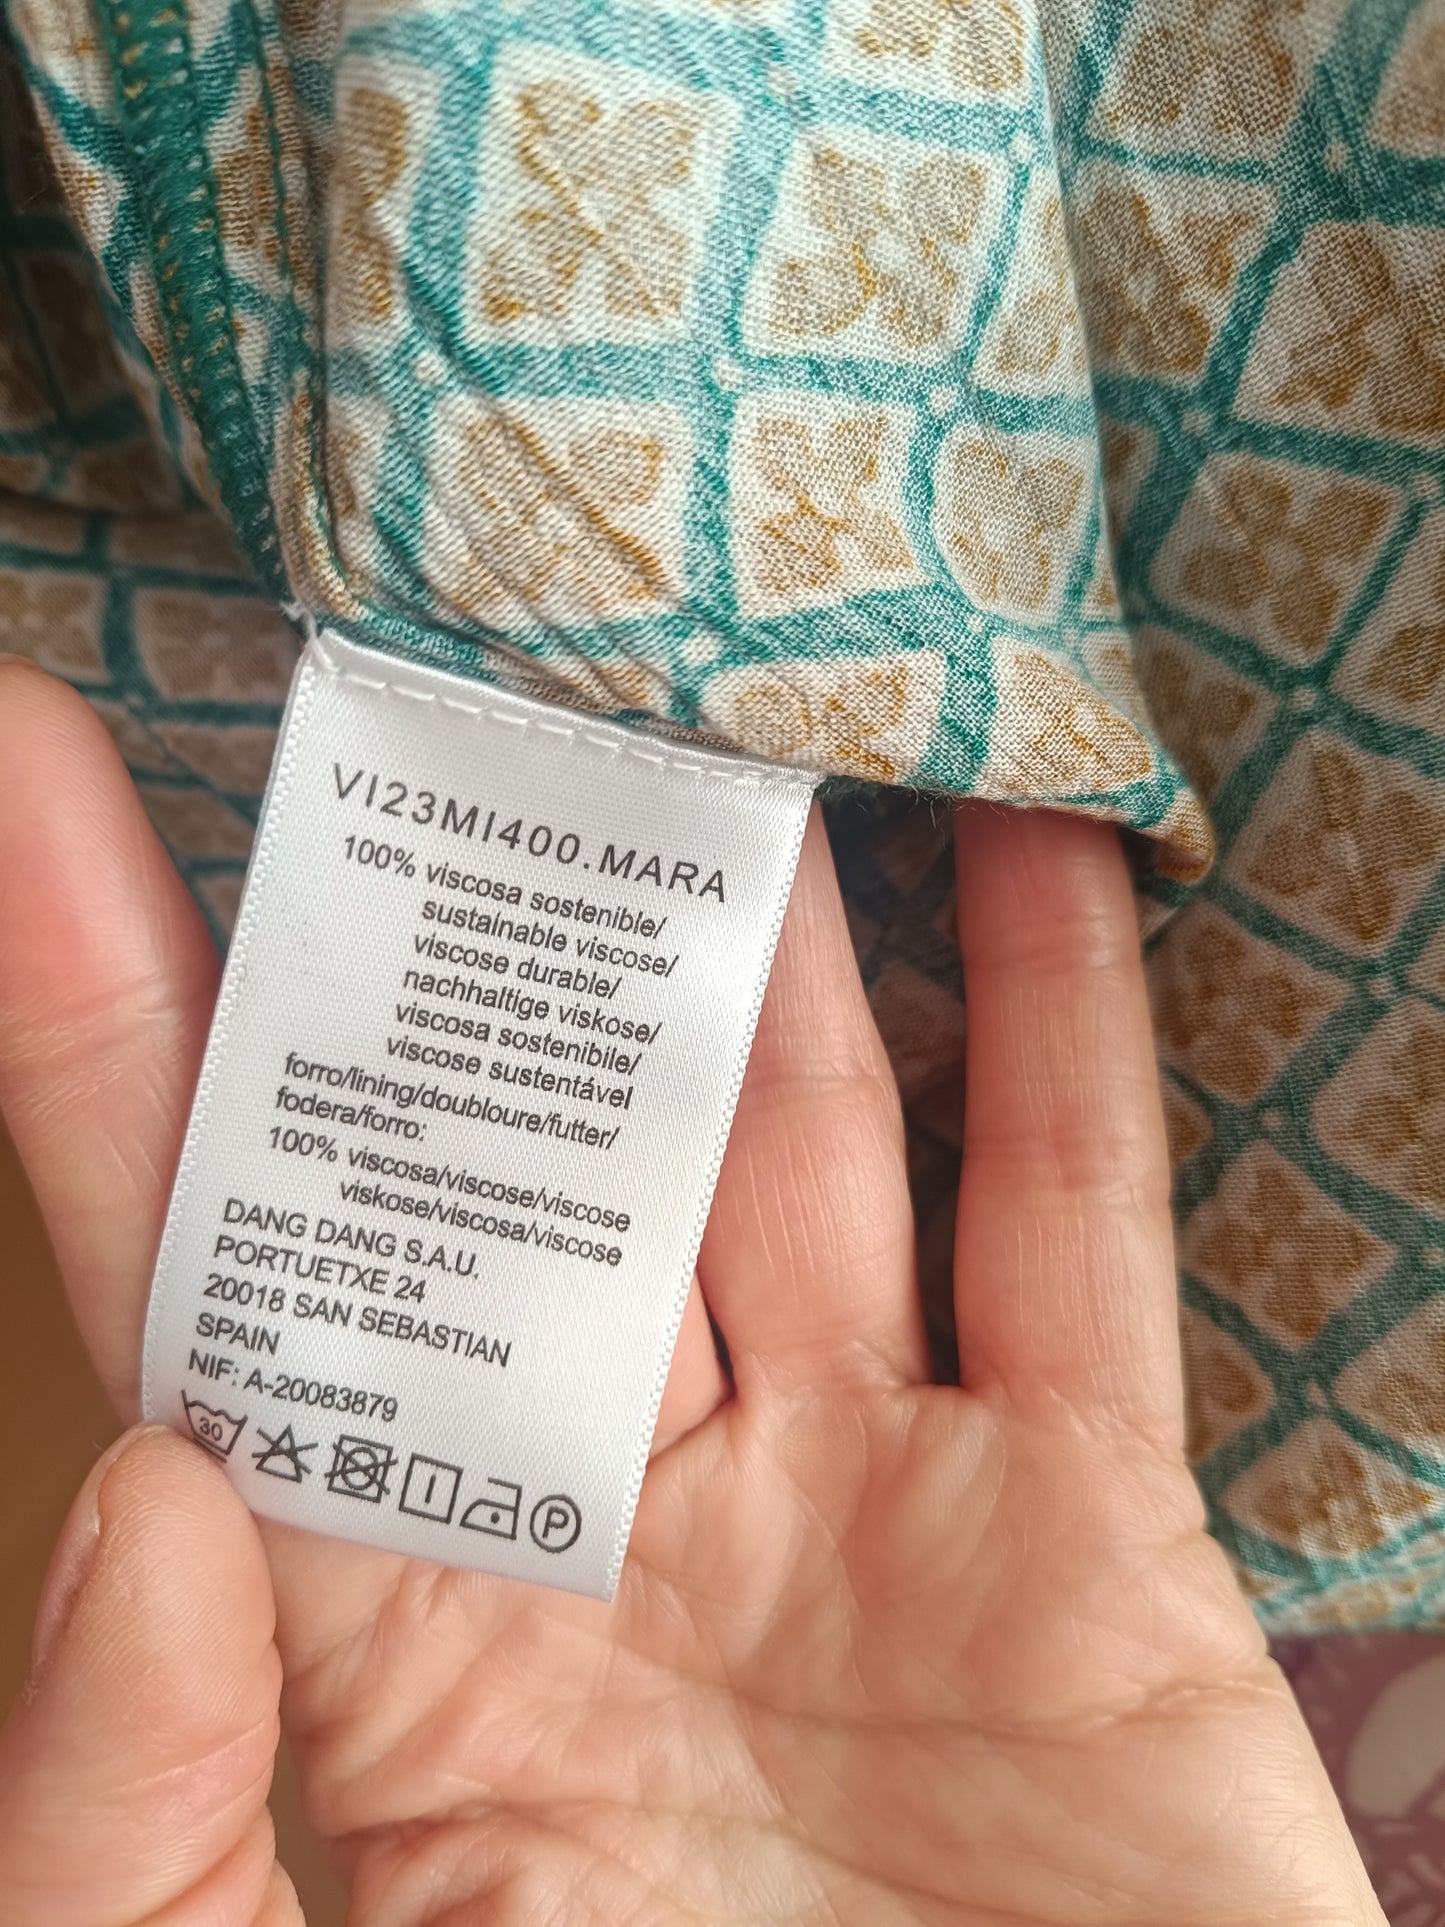 VI23MI400.MARA
100% viscosa sostenible/
sustainable viscose/
viscose durable/
nachhaltige viskose/
viscosa sostenibile/
viscose sustentável
forro/lining/doubloure/futter/
fodera/forro:
100% viscosa/viscose/viscose
viskose/viscosa/viscose
DANG DANG S.A.U.
PORTUETXE 24
20018 SAN SEBASTIAN
SPAIN
NIF: A-20083879
30 P